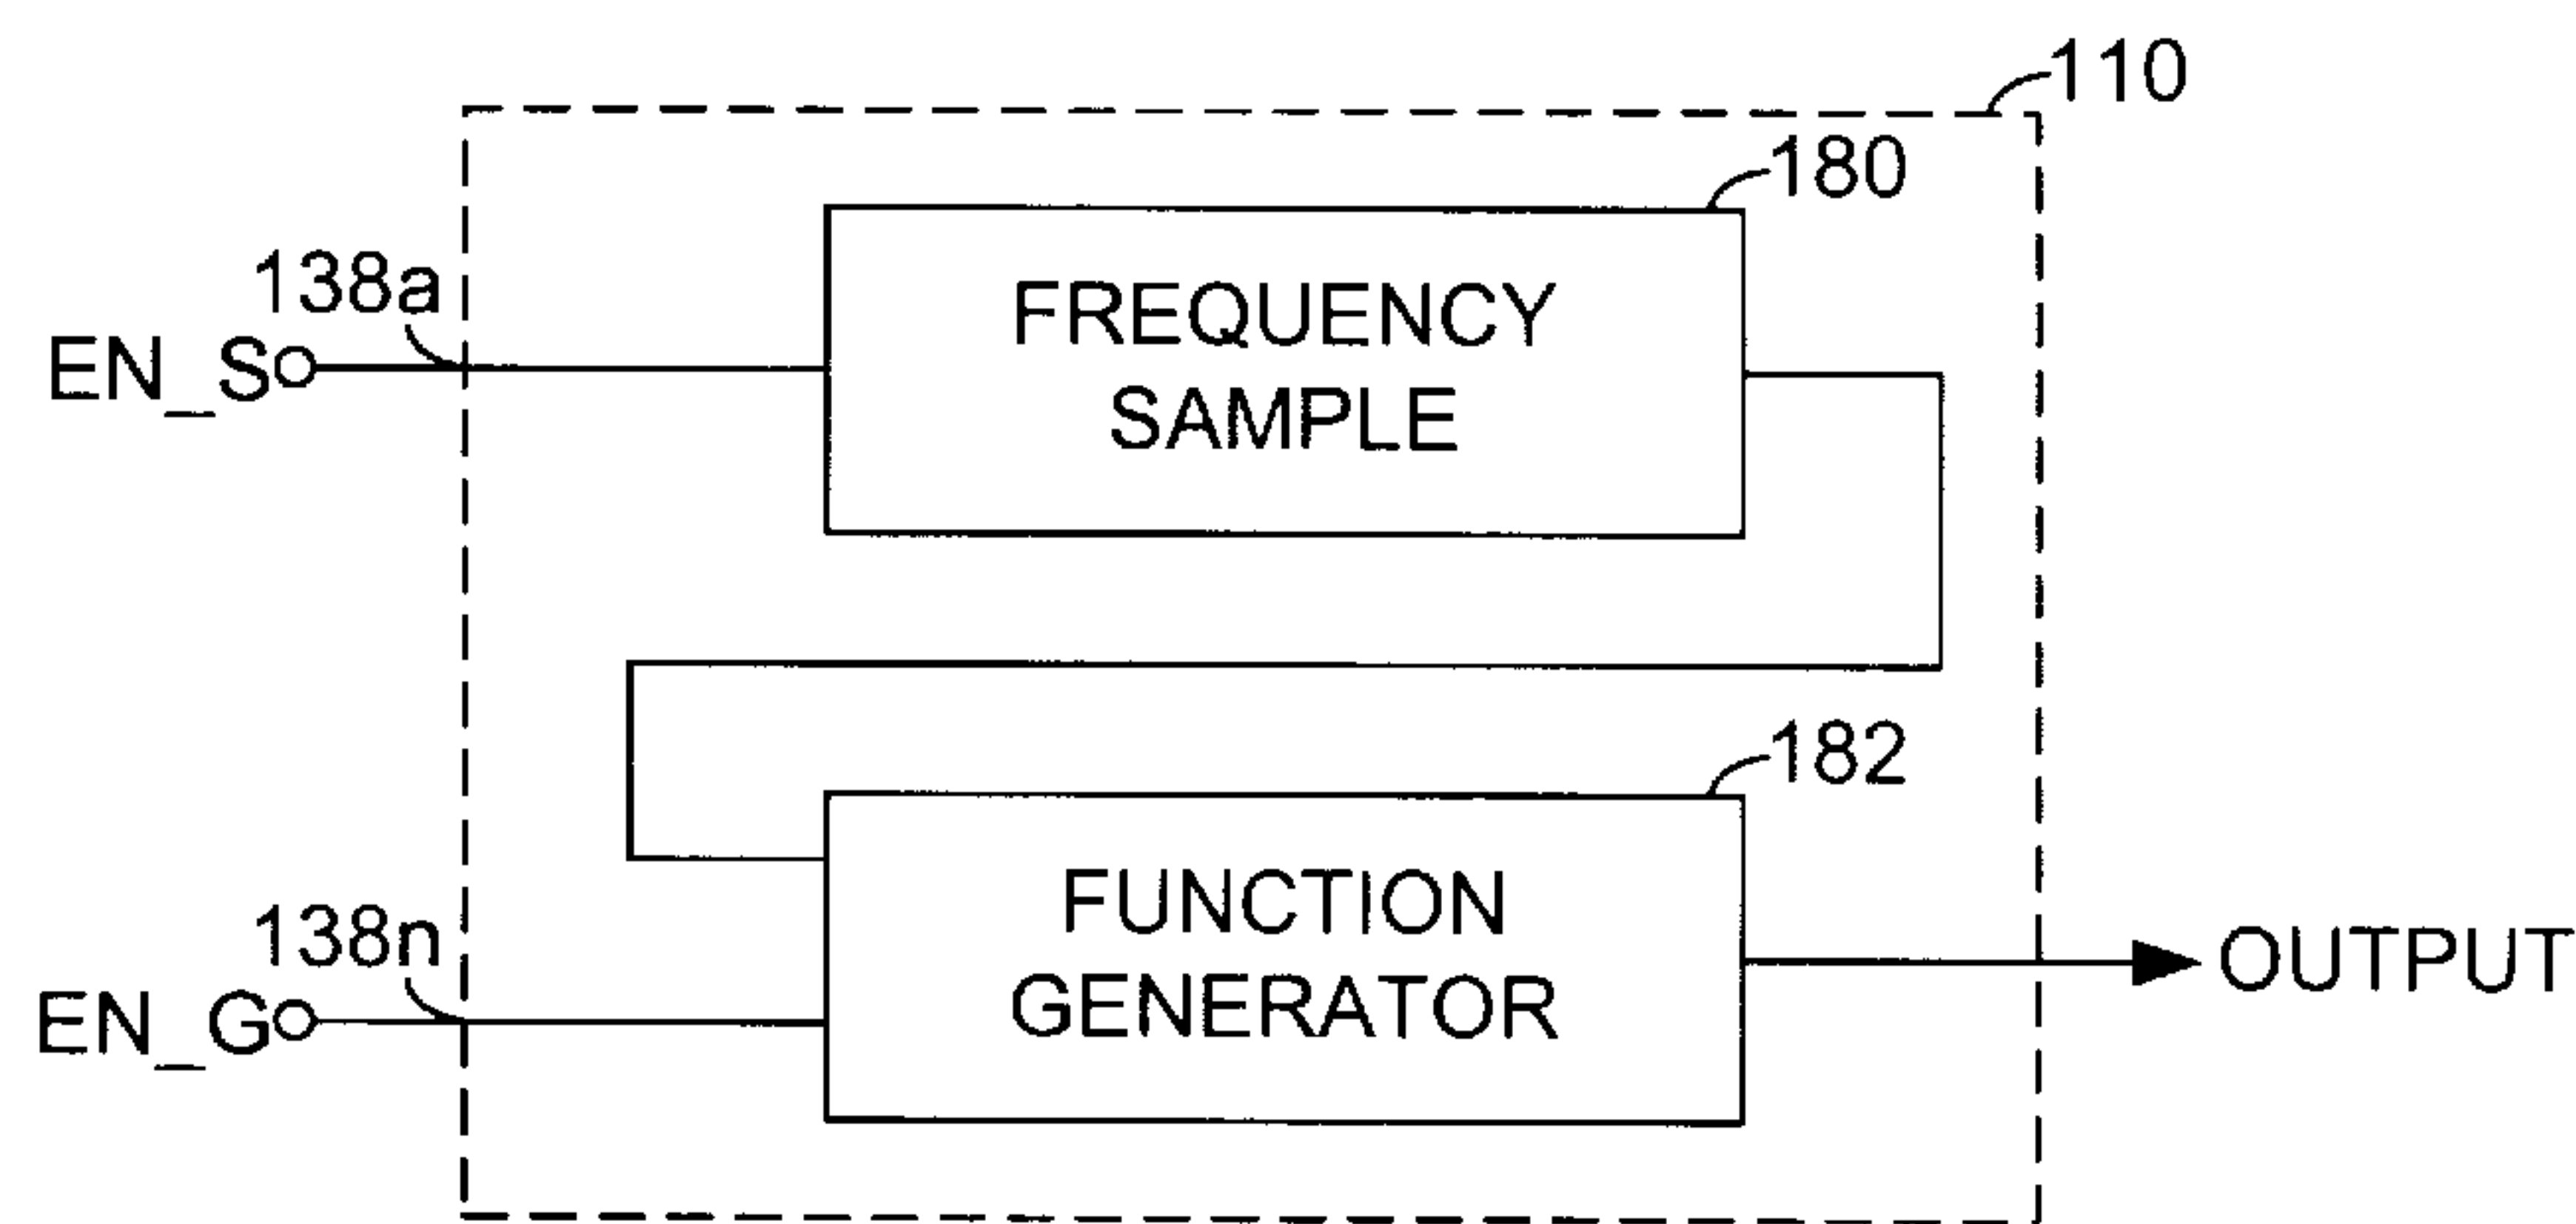 110
180
FREQUENCY
SAMPLE
138a
EN_S
182
FUNCTION
GENERATOR
138n
EN_G
OUTPUT